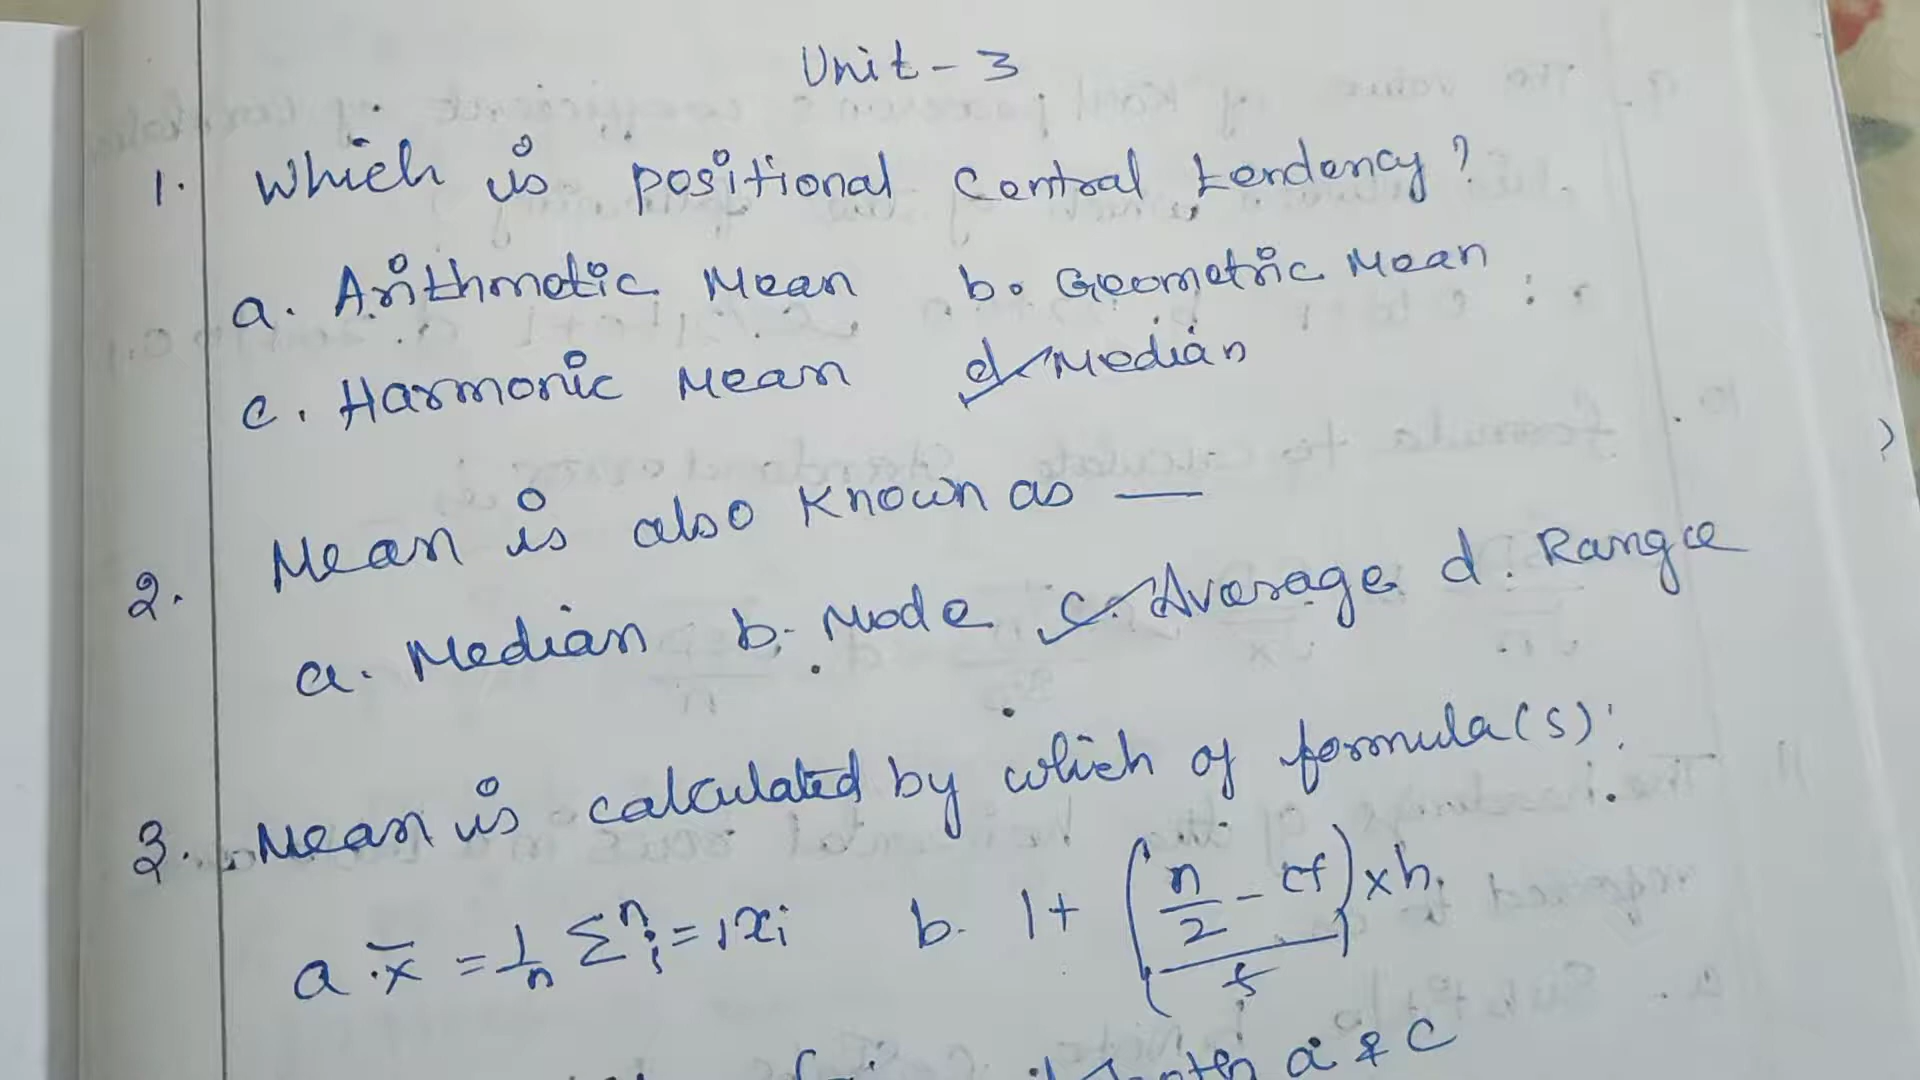 Unit - 3
1. Which is positional Central tendency?
a. Arithmetic Mean b. Geometric Mean
c. Harmonic Mean d. Median
2. Mean is also Known as —
a. Median b. Mode c. Average d. Range
3. Mean is calculated by which of formula(s):
a. x̄ = 1/n Σⁿᵢ=1xi b. 1+ (n/2 - cf / f) x h
both a & c